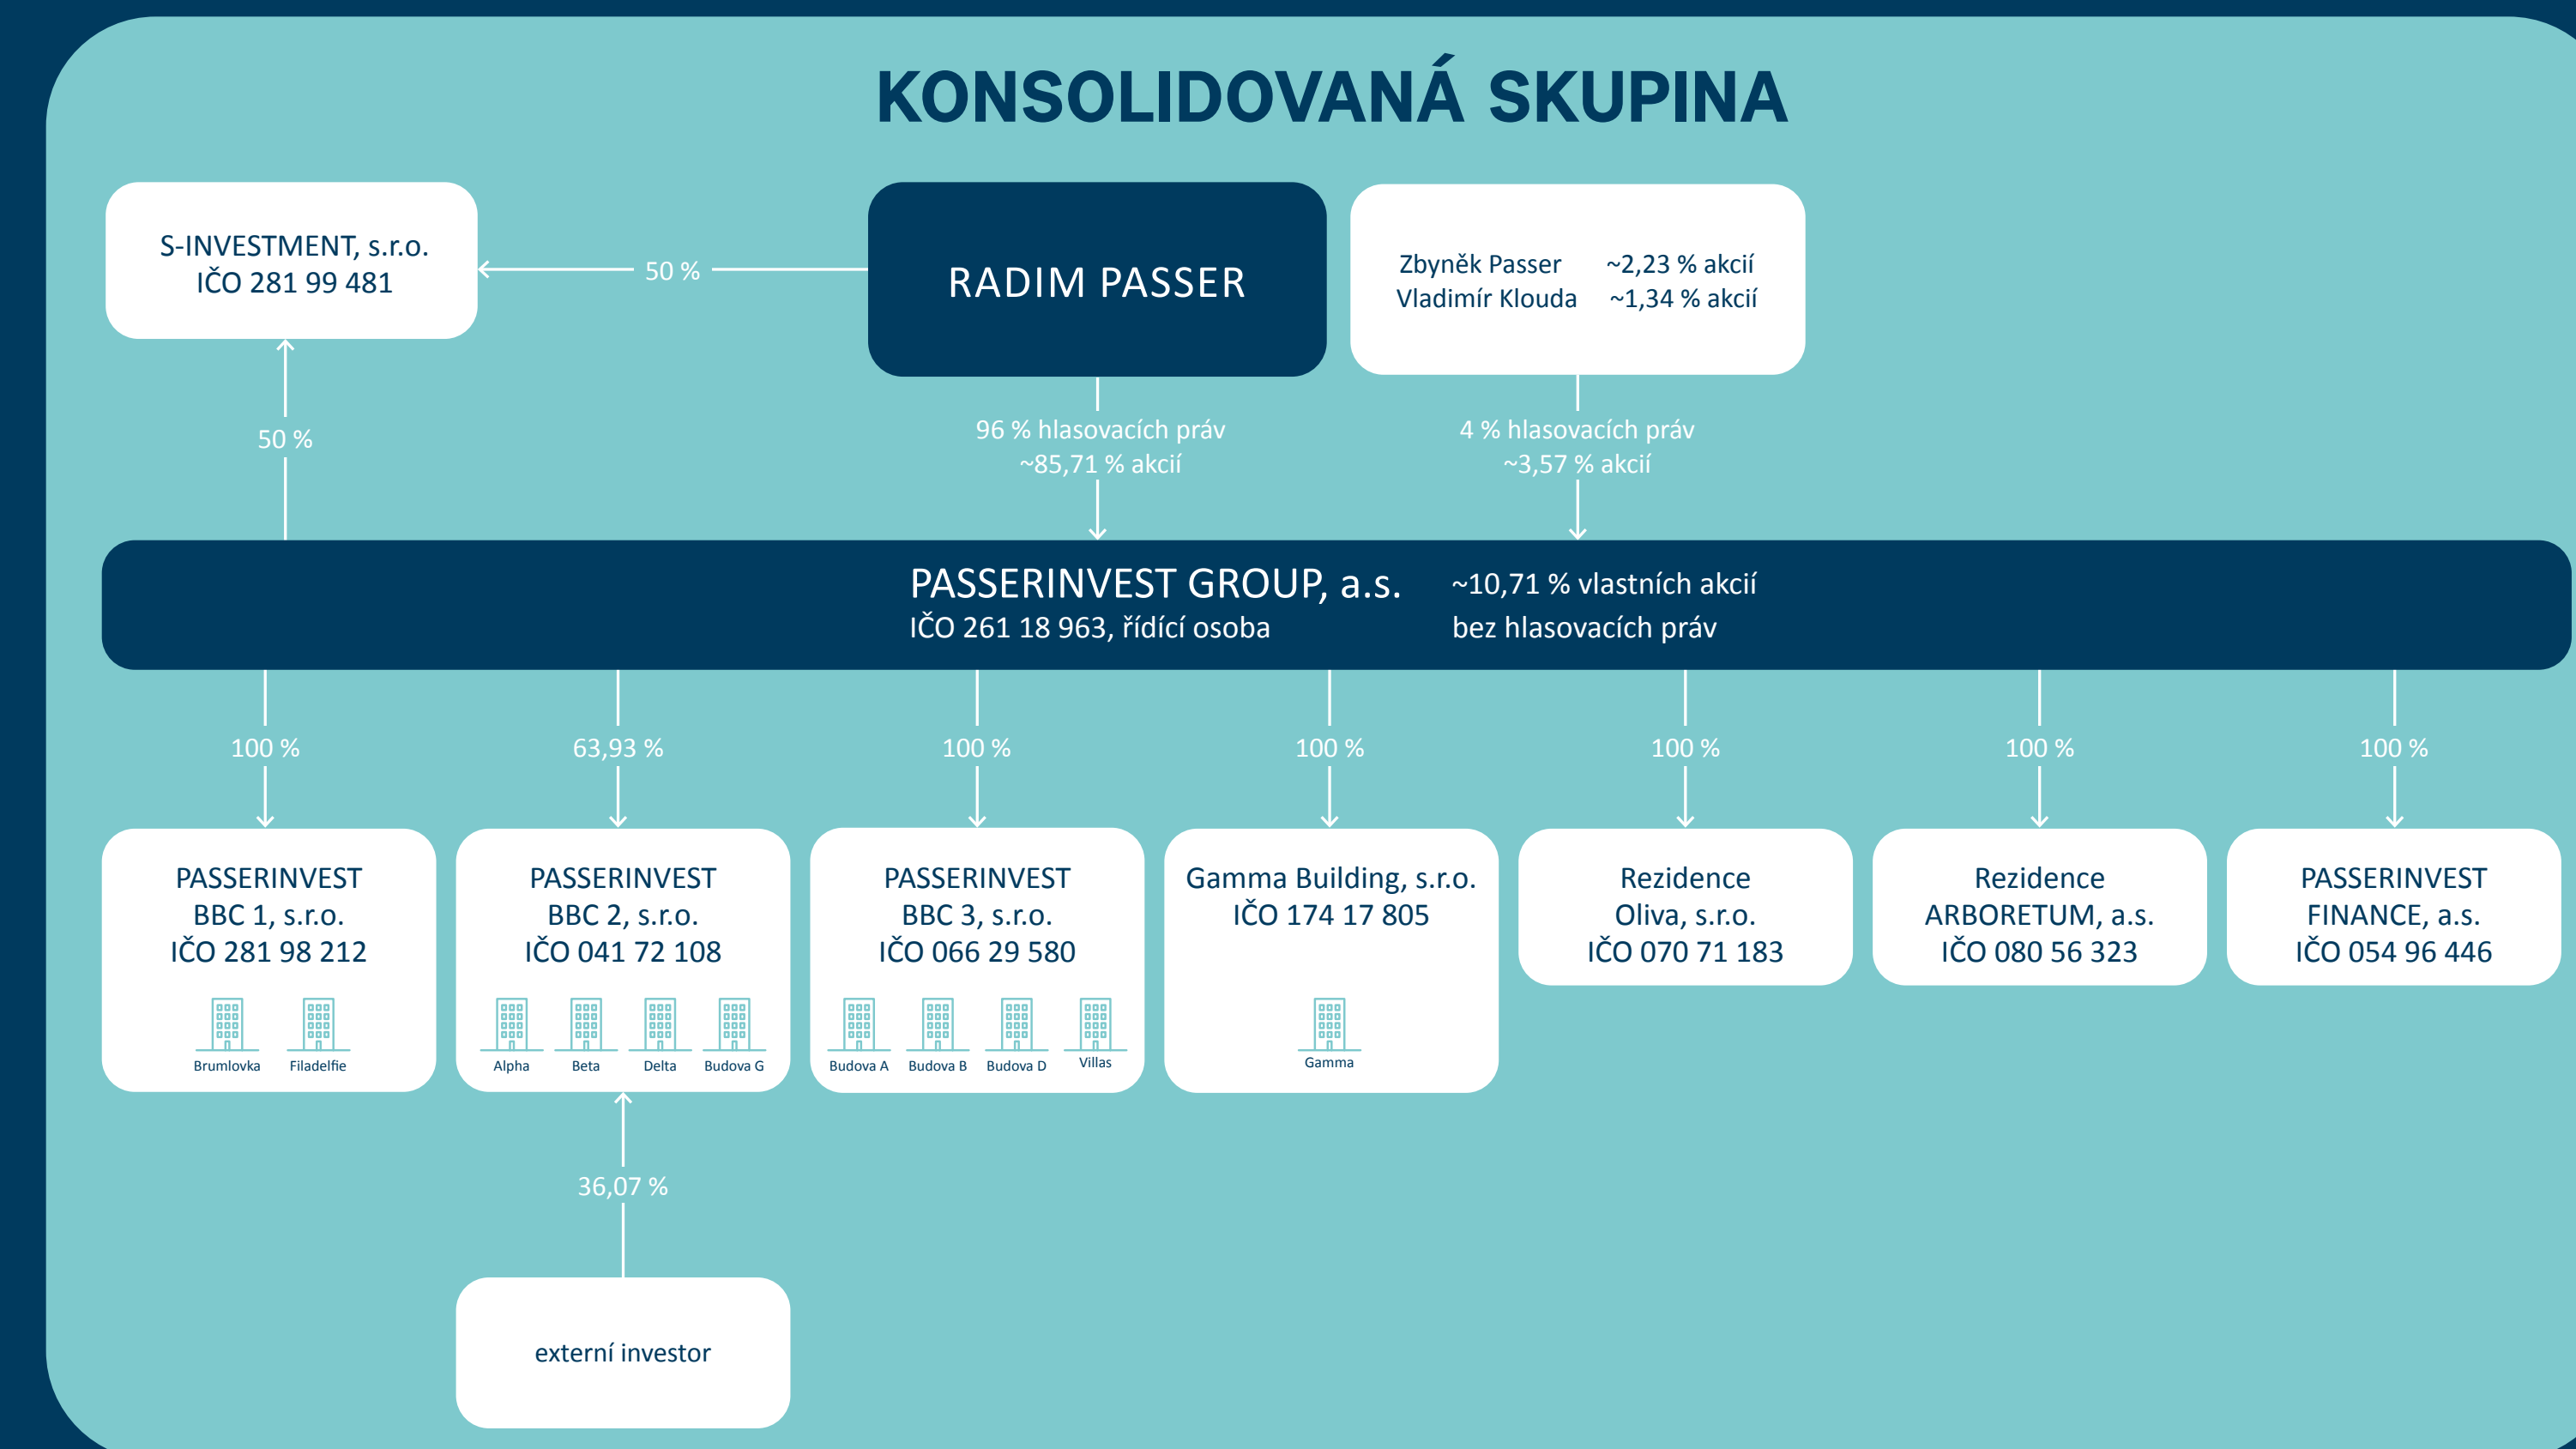 KONSOLIDOVANÁ SKUPINA
S-INVESTMENT, s.r.o.
IČO 281 99 481
50 %
RADIM PASSER
Zbyněk Passer ~2,23 % akcií
Vladimír Klouda ~1,34 % akcií
50 %
96 % hlasovacích práv
~85,71 % akcií
4 % hlasovacích práv
~3,57 % akcií
PASSERINVEST GROUP, a.s.
IČO 261 18 963, řídící osoba
~10,71 % vlastních akcií
bez hlasovacích práv
100 %
63,93 %
100 %
100 %
100 %
100 %
100 %
PASSERINVEST
BBC 1, s.r.o.
IČO 281 98 212
Brumlovka
Filadelfie
PASSERINVEST
BBC 2, s.r.o.
IČO 041 72 108
Alpha
Beta
Delta
Budova G
PASSERINVEST
BBC 3, s.r.o.
IČO 066 29 580
Budova A
Budova B
Budova D
Villas
Gamma Building, s.r.o.
IČO 174 17 805
Gamma
Rezidence
Oliva, s.r.o.
IČO 070 71 183
Rezidence
ARBORETUM, a.s.
IČO 080 56 323
PASSERINVEST
FINANCE, a.s.
IČO 054 96 446
36,07 %
externí investor